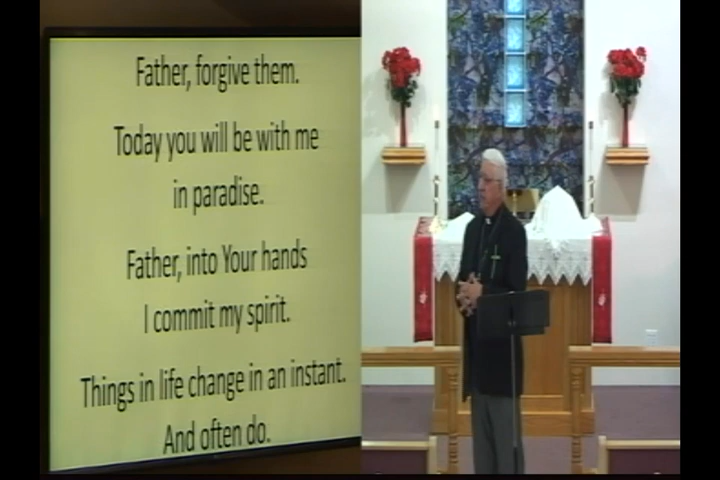 Father, forgive them.
Today you will be with me
in paradise.
Father, into Your hands
I commit my spirit.
Things in life change in an instant.
And often do.